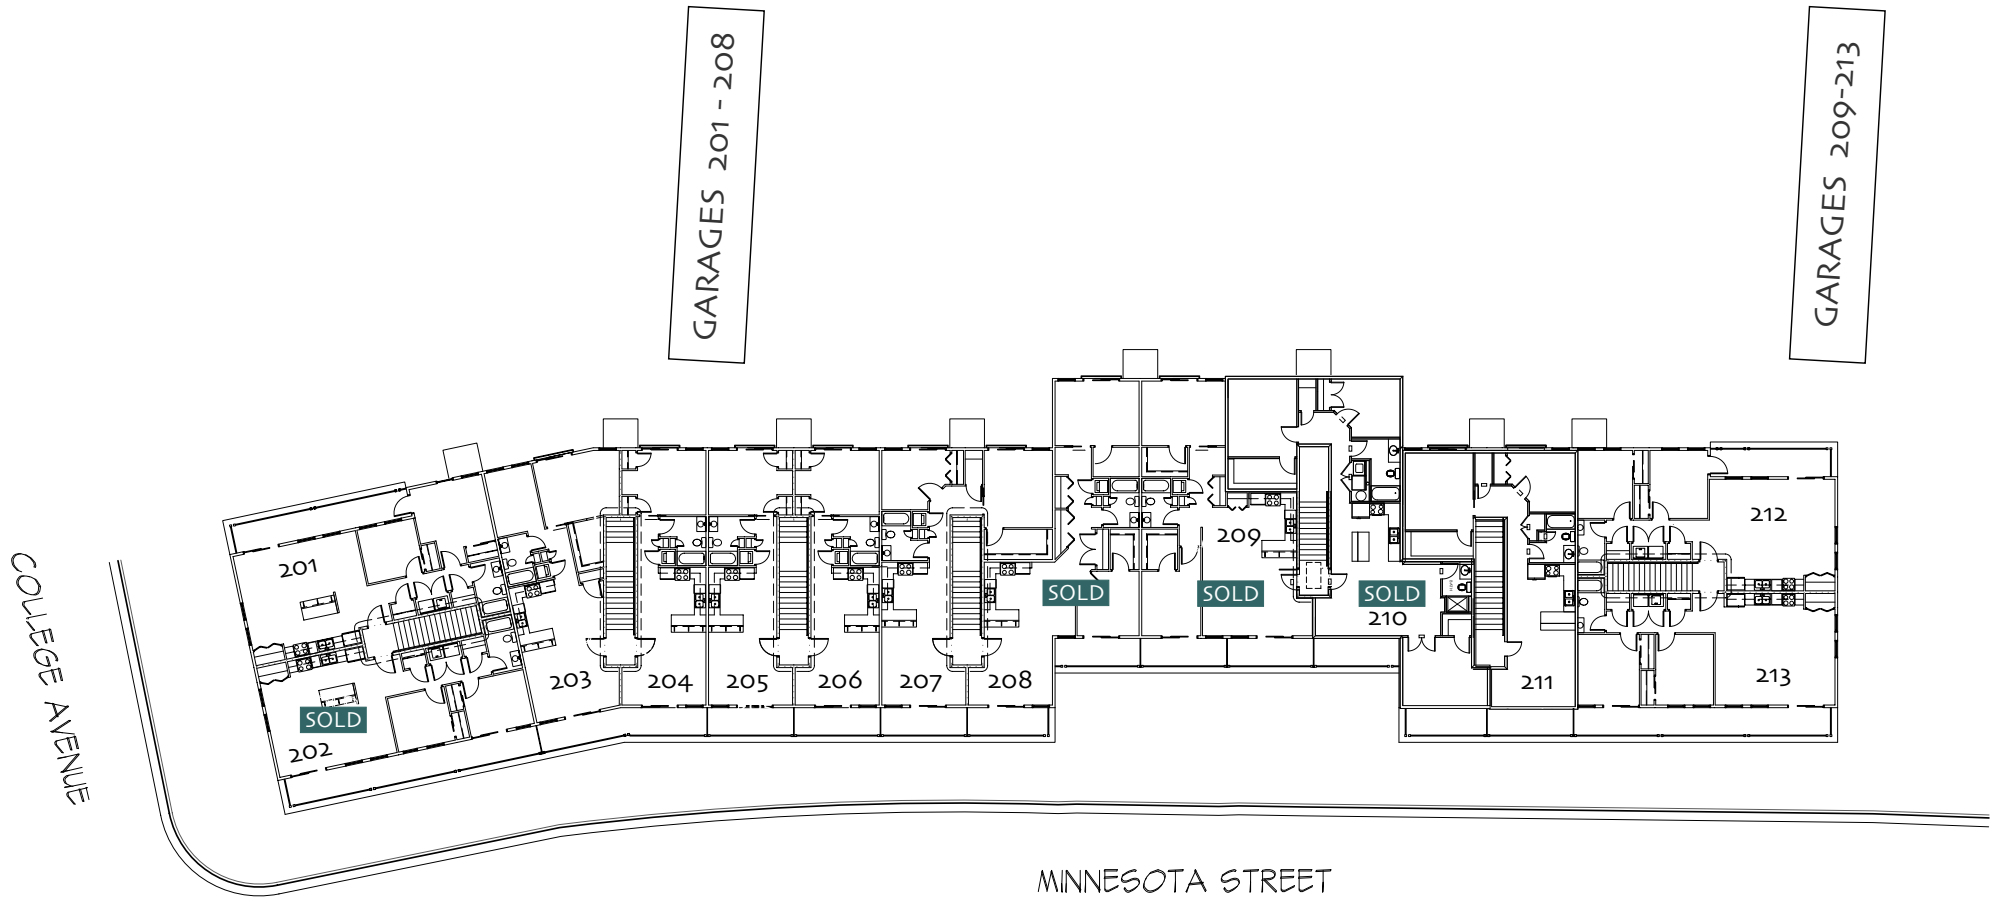 GARAGES 201 - 208
GARAGES 209-213
201
SOLD
202
203
204
205
206
207
208
SOLD
209
SOLD
SOLD
210
211
212
213
COLLEGE AVENUE
MINNESOTA STREET